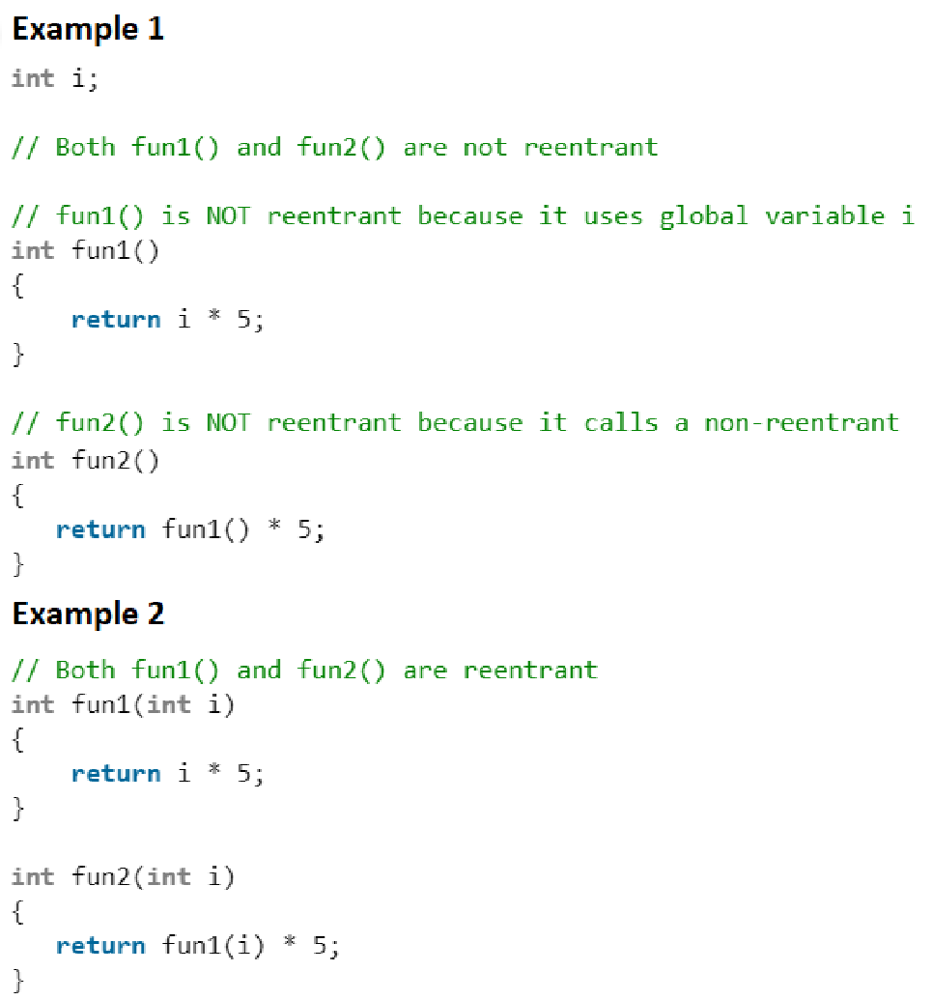 Example 1
int i;
// Both fun1() and fun2() are not reentrant
// fun1() is NOT reentrant because it uses global variable i
int fun1()
{
    return i * 5;
}
// fun2() is NOT reentrant because it calls a non-reentrant
int fun2()
{
   return fun1() * 5;
}
Example 2
// Both fun1() and fun2() are reentrant
int fun1(int i)
{
    return i * 5;
}
int fun2(int i)
{
   return fun1(i) * 5;
}